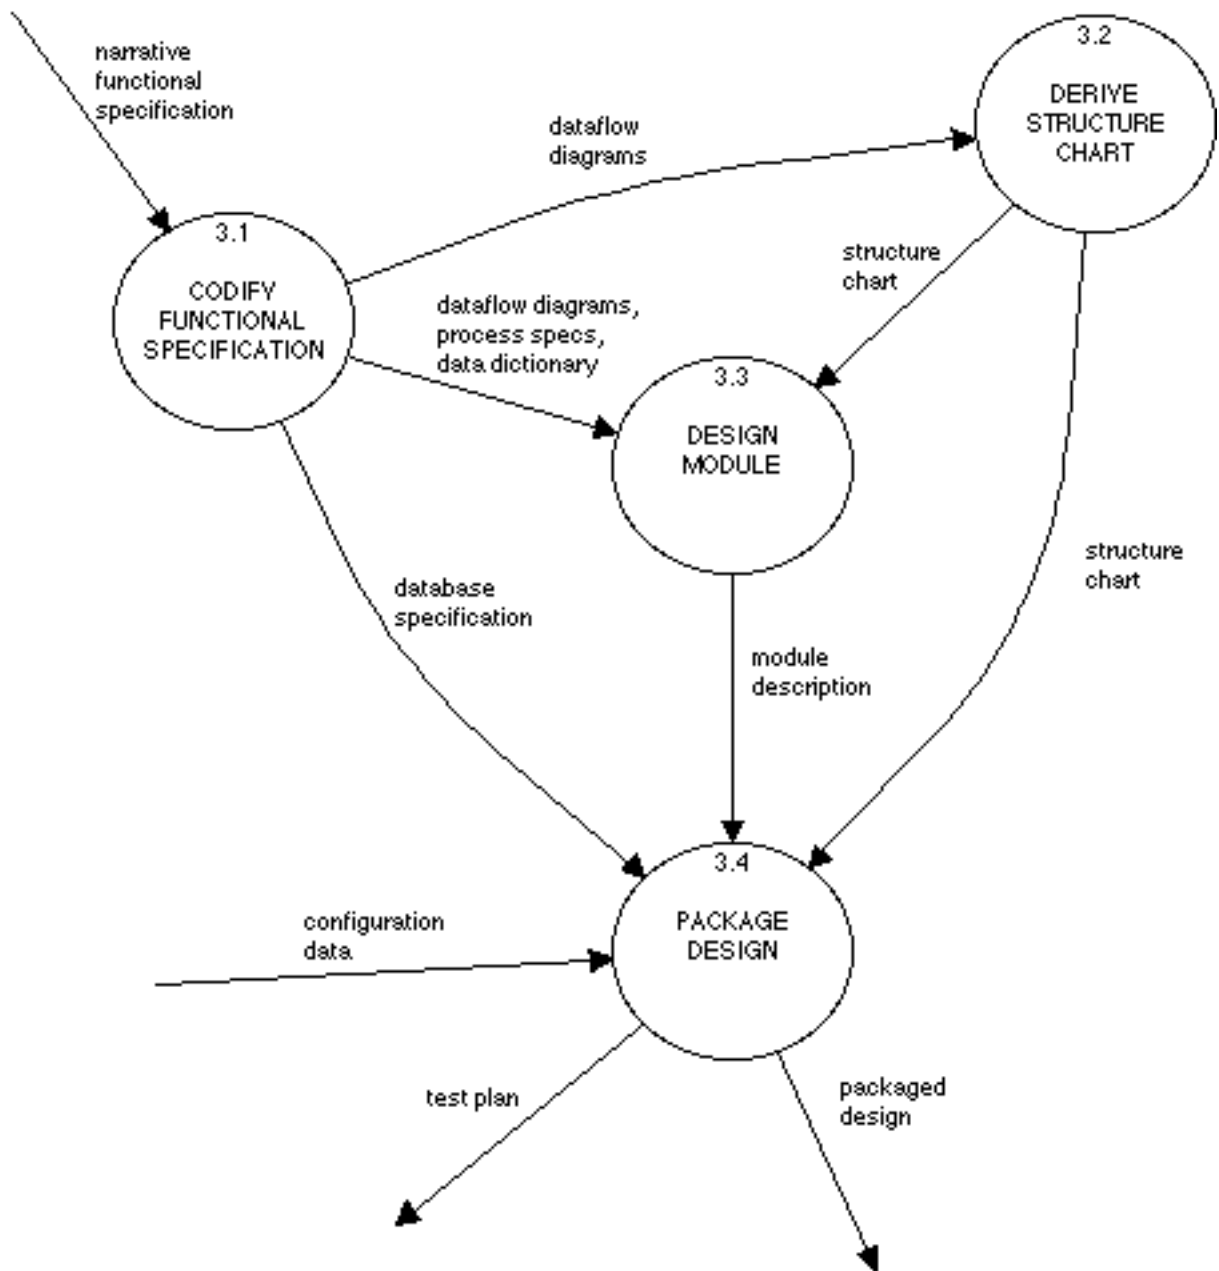 narrative
functional
specification
3.2
DERIVE
STRUCTURE
CHART
dataflow
diagrams
3.1
CODIFY
FUNCTIONAL
SPECIFICATION
structure
chart
dataflow diagrams,
process specs,
data dictionary
3.3
DESIGN
MODULE
structure
chart
database
specification
module
description
3.4
PACKAGE
DESIGN
configuration
data
test plan
packaged
design